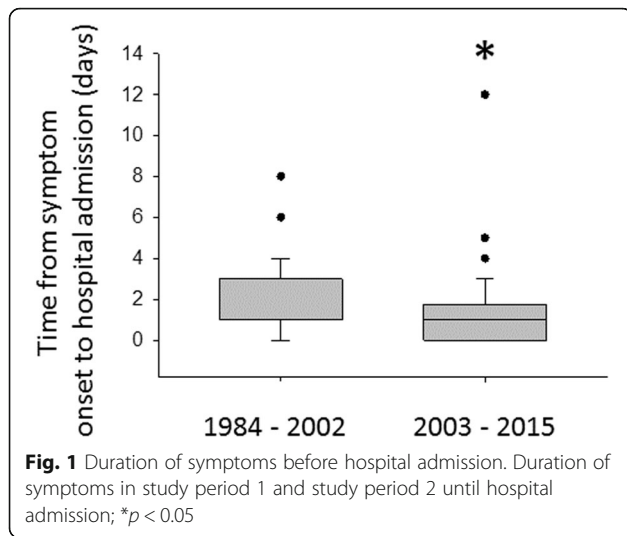 Time from symptom
onset to hospital admission (days)
14
12
10
8
6
4
2
0
*
1984 - 2002
2003 - 2015
Fig. 1 Duration of symptoms before hospital admission. Duration of
symptoms in study period 1 and study period 2 until hospital
admission; *p < 0.05